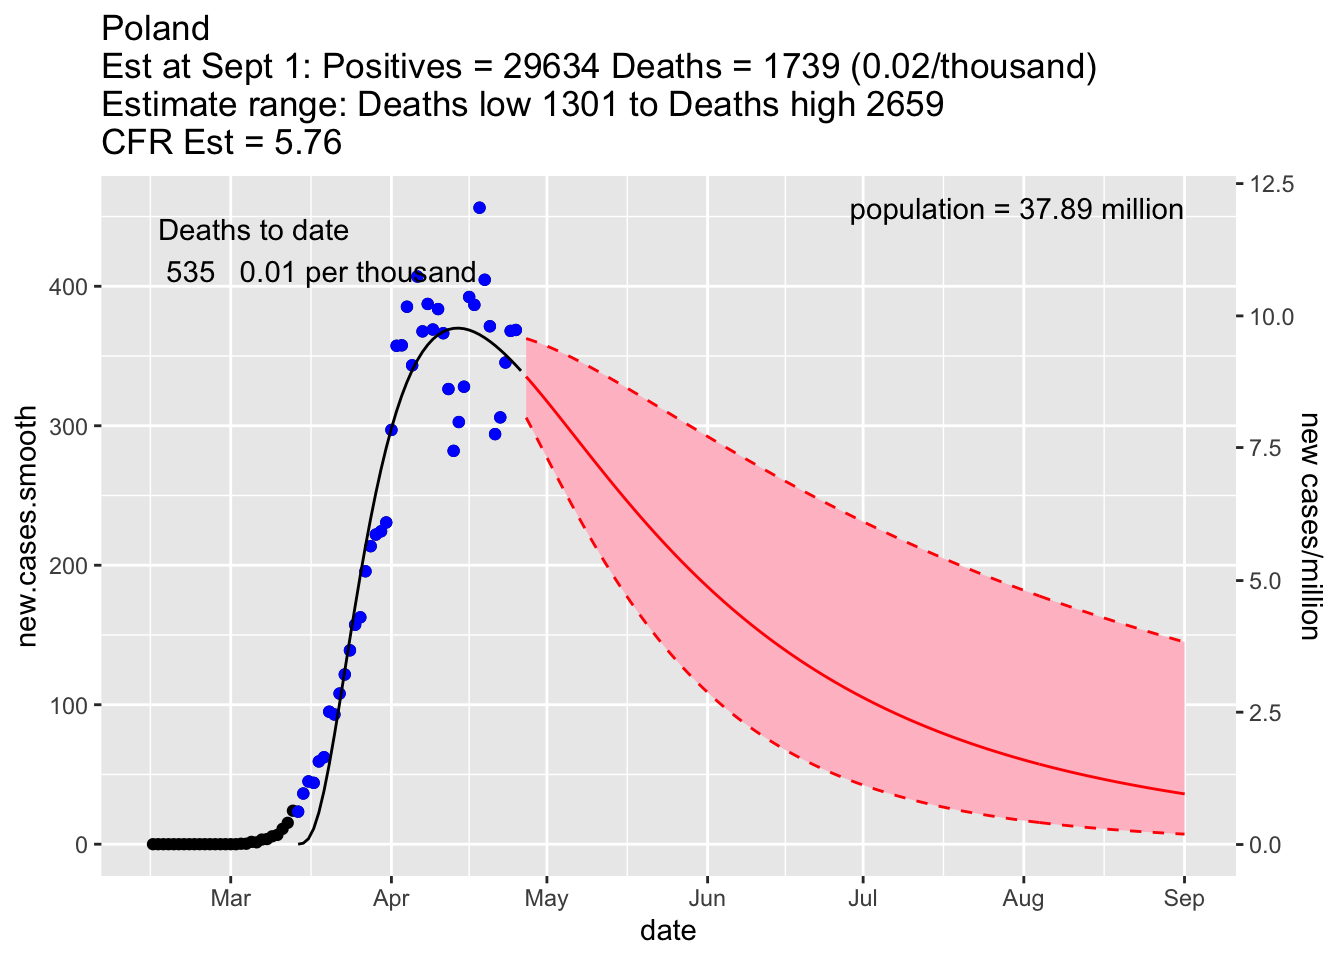 Poland
Est at Sept 1: Positives = 29634 Deaths = 1739 (0.02/thousand)
Estimate range: Deaths low 1301 to Deaths high 2659
CFR Est = 5.76
12.5
population = 37.89 million
Deaths to date
535 0.01 per thousand
400
10.0
300
7.5
new.cases.smooth
new cases/million
200
5.0
100
2.5
0
0.0
Mar Apr May Jun Jul Aug Sep
date